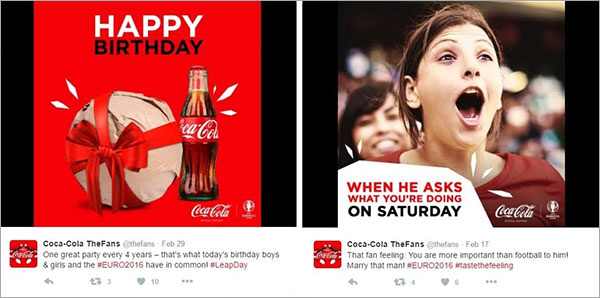 HAPPY
BIRTHDAY
Coca-Cola
Coca-Cola
Coca-Cola TheFans @thefans · Feb 29
One great party every 4 years – that's what today's birthday boys
& girls and the #EURO2016 have in common! #LeapDay
3
10
WHEN HE ASKS
WHAT YOU'RE DOING
ON SATURDAY
Coca-Cola
Coca-Cola TheFans @thefans · Feb 17
That fan feeling: You are more important than football to him!
Marry that man! #EURO2016 #tastethefeeling
3
7